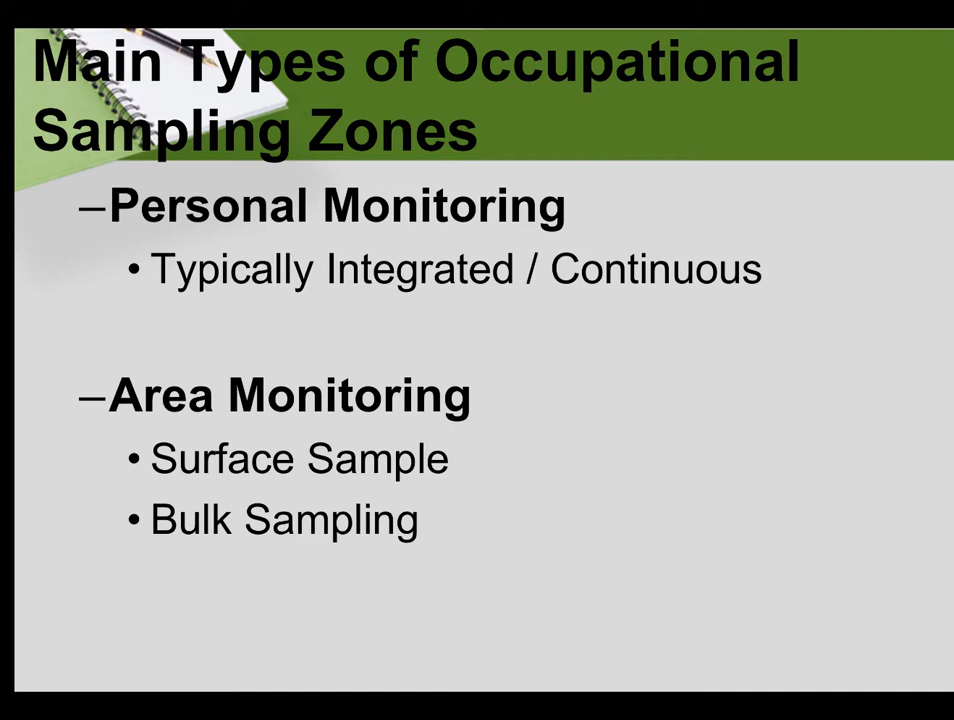 Main Types of Occupational
Sampling Zones
–Personal Monitoring
• Typically Integrated / Continuous
–Area Monitoring
• Surface Sample
• Bulk Sampling